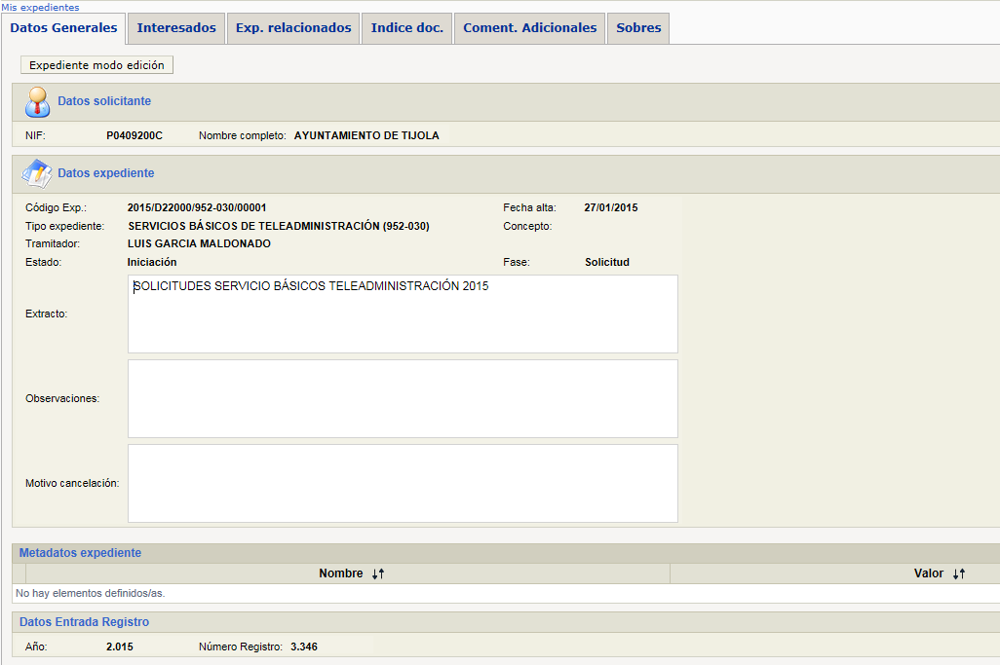 Mis expedientes
Datos Generales Interesados Exp. relacionados Indice doc. Coment. Adicionales Sobres
Expediente modo edición
Datos solicitante
NIF: P0409200C Nombre completo: AYUNTAMIENTO DE TIJOLA
Datos expediente
Código Exp.: 2015/D22000/952-030/00001 Fecha alta: 27/01/2015
Tipo expediente: SERVICIOS BÁSICOS DE TELEADMINISTRACIÓN (952-030) Concepto:
Tramitador: LUIS GARCIA MALDONADO
Estado: Iniciación Fase: Solicitud
SOLICITUDES SERVICIO BÁSICOS TELEADMINISTRACIÓN 2015
Extracto:
Observaciones:
Motivo cancelación:
Metadatos expediente
Nombre Valor
No hay elementos definidos/as.
Datos Entrada Registro
Año: 2.015 Número Registro: 3.346